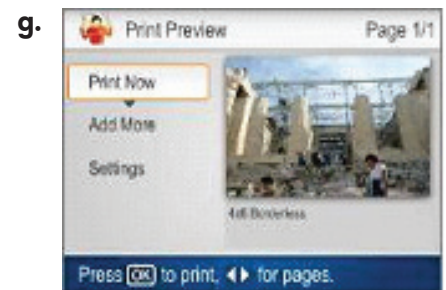 g.
Print Preview Page 1/1
Print Now
Add More
Settings
4x6 Borderless
Press OK to print, ◀▶ for pages.